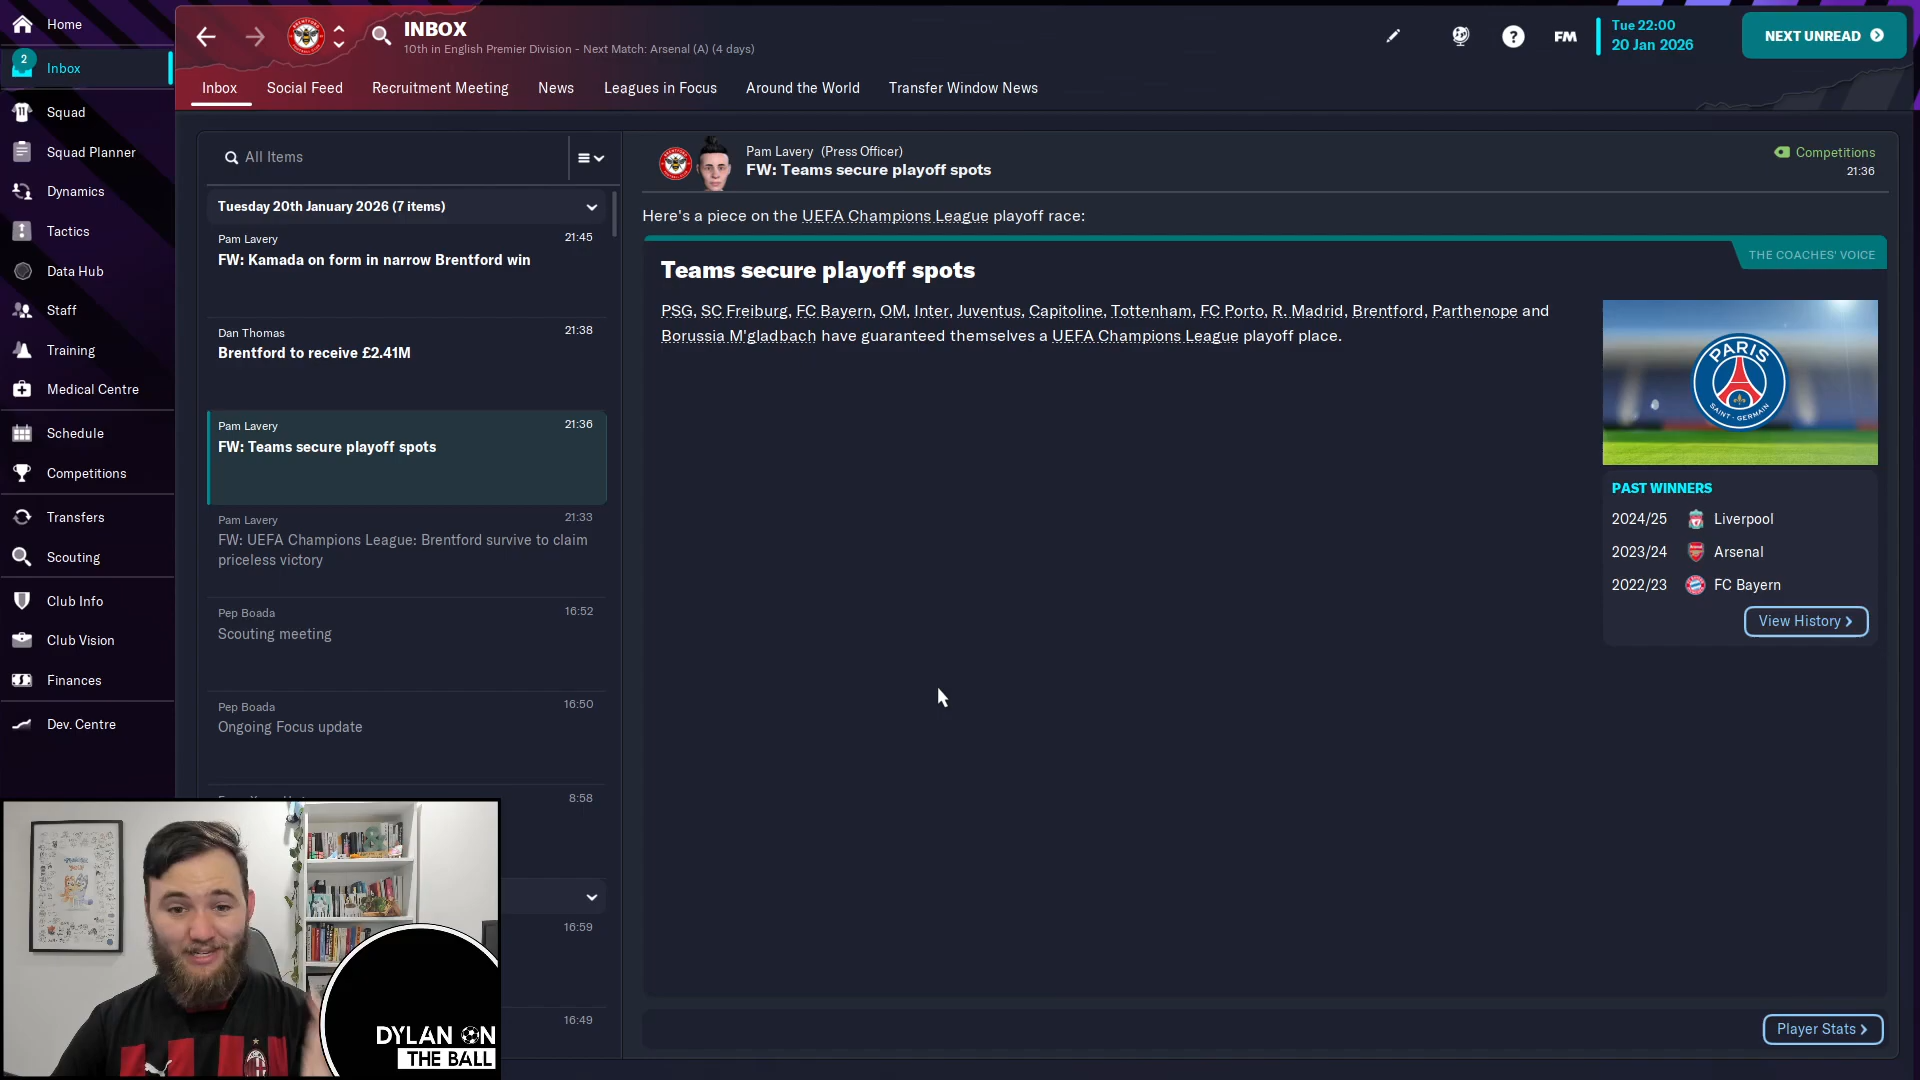 Home
2
Inbox
Squad
Squad Planner
Dynamics
Tactics
Data Hub
Staff
Training
Medical Centre
Schedule
Competitions
Transfers
Scouting
Club Info
Club Vision
Finances
Dev. Centre
INBOX
10th in English Premier Division - Next Match: Arsenal (A) (4 days)
FM
Tue 22:00
20 Jan 2026
NEXT UNREAD
Inbox Social Feed Recruitment Meeting News Leagues in Focus Around the World Transfer Window News
All Items
Tuesday 20th January 2026 (7 items)
Pam Lavery 21:45
FW: Kamada on form in narrow Brentford win
Dan Thomas 21:38
Brentford to receive £2.41M
Pam Lavery 21:36
FW: Teams secure playoff spots
Pam Lavery 21:33
FW: UEFA Champions League: Brentford survive to claim
priceless victory
Pep Boada 16:52
Scouting meeting
Pep Boada 16:50
Ongoing Focus update
8:58
16:59
16:49
Pam Lavery (Press Officer)
FW: Teams secure playoff spots
Competitions
21:36
Here's a piece on the UEFA Champions League playoff race:
THE COACHES' VOICE
Teams secure playoff spots
PSG, SC Freiburg, FC Bayern, OM, Inter, Juventus, Capitoline, Tottenham, FC Porto, R. Madrid, Brentford, Parthenope and
Borussia M'gladbach have guaranteed themselves a UEFA Champions League playoff place.
PARIS
SAINT-GERMAIN
PAST WINNERS
2024/25 Liverpool
2023/24 Arsenal
2022/23 FC Bayern
View History
Player Stats
DYLAN ON
THE BALL